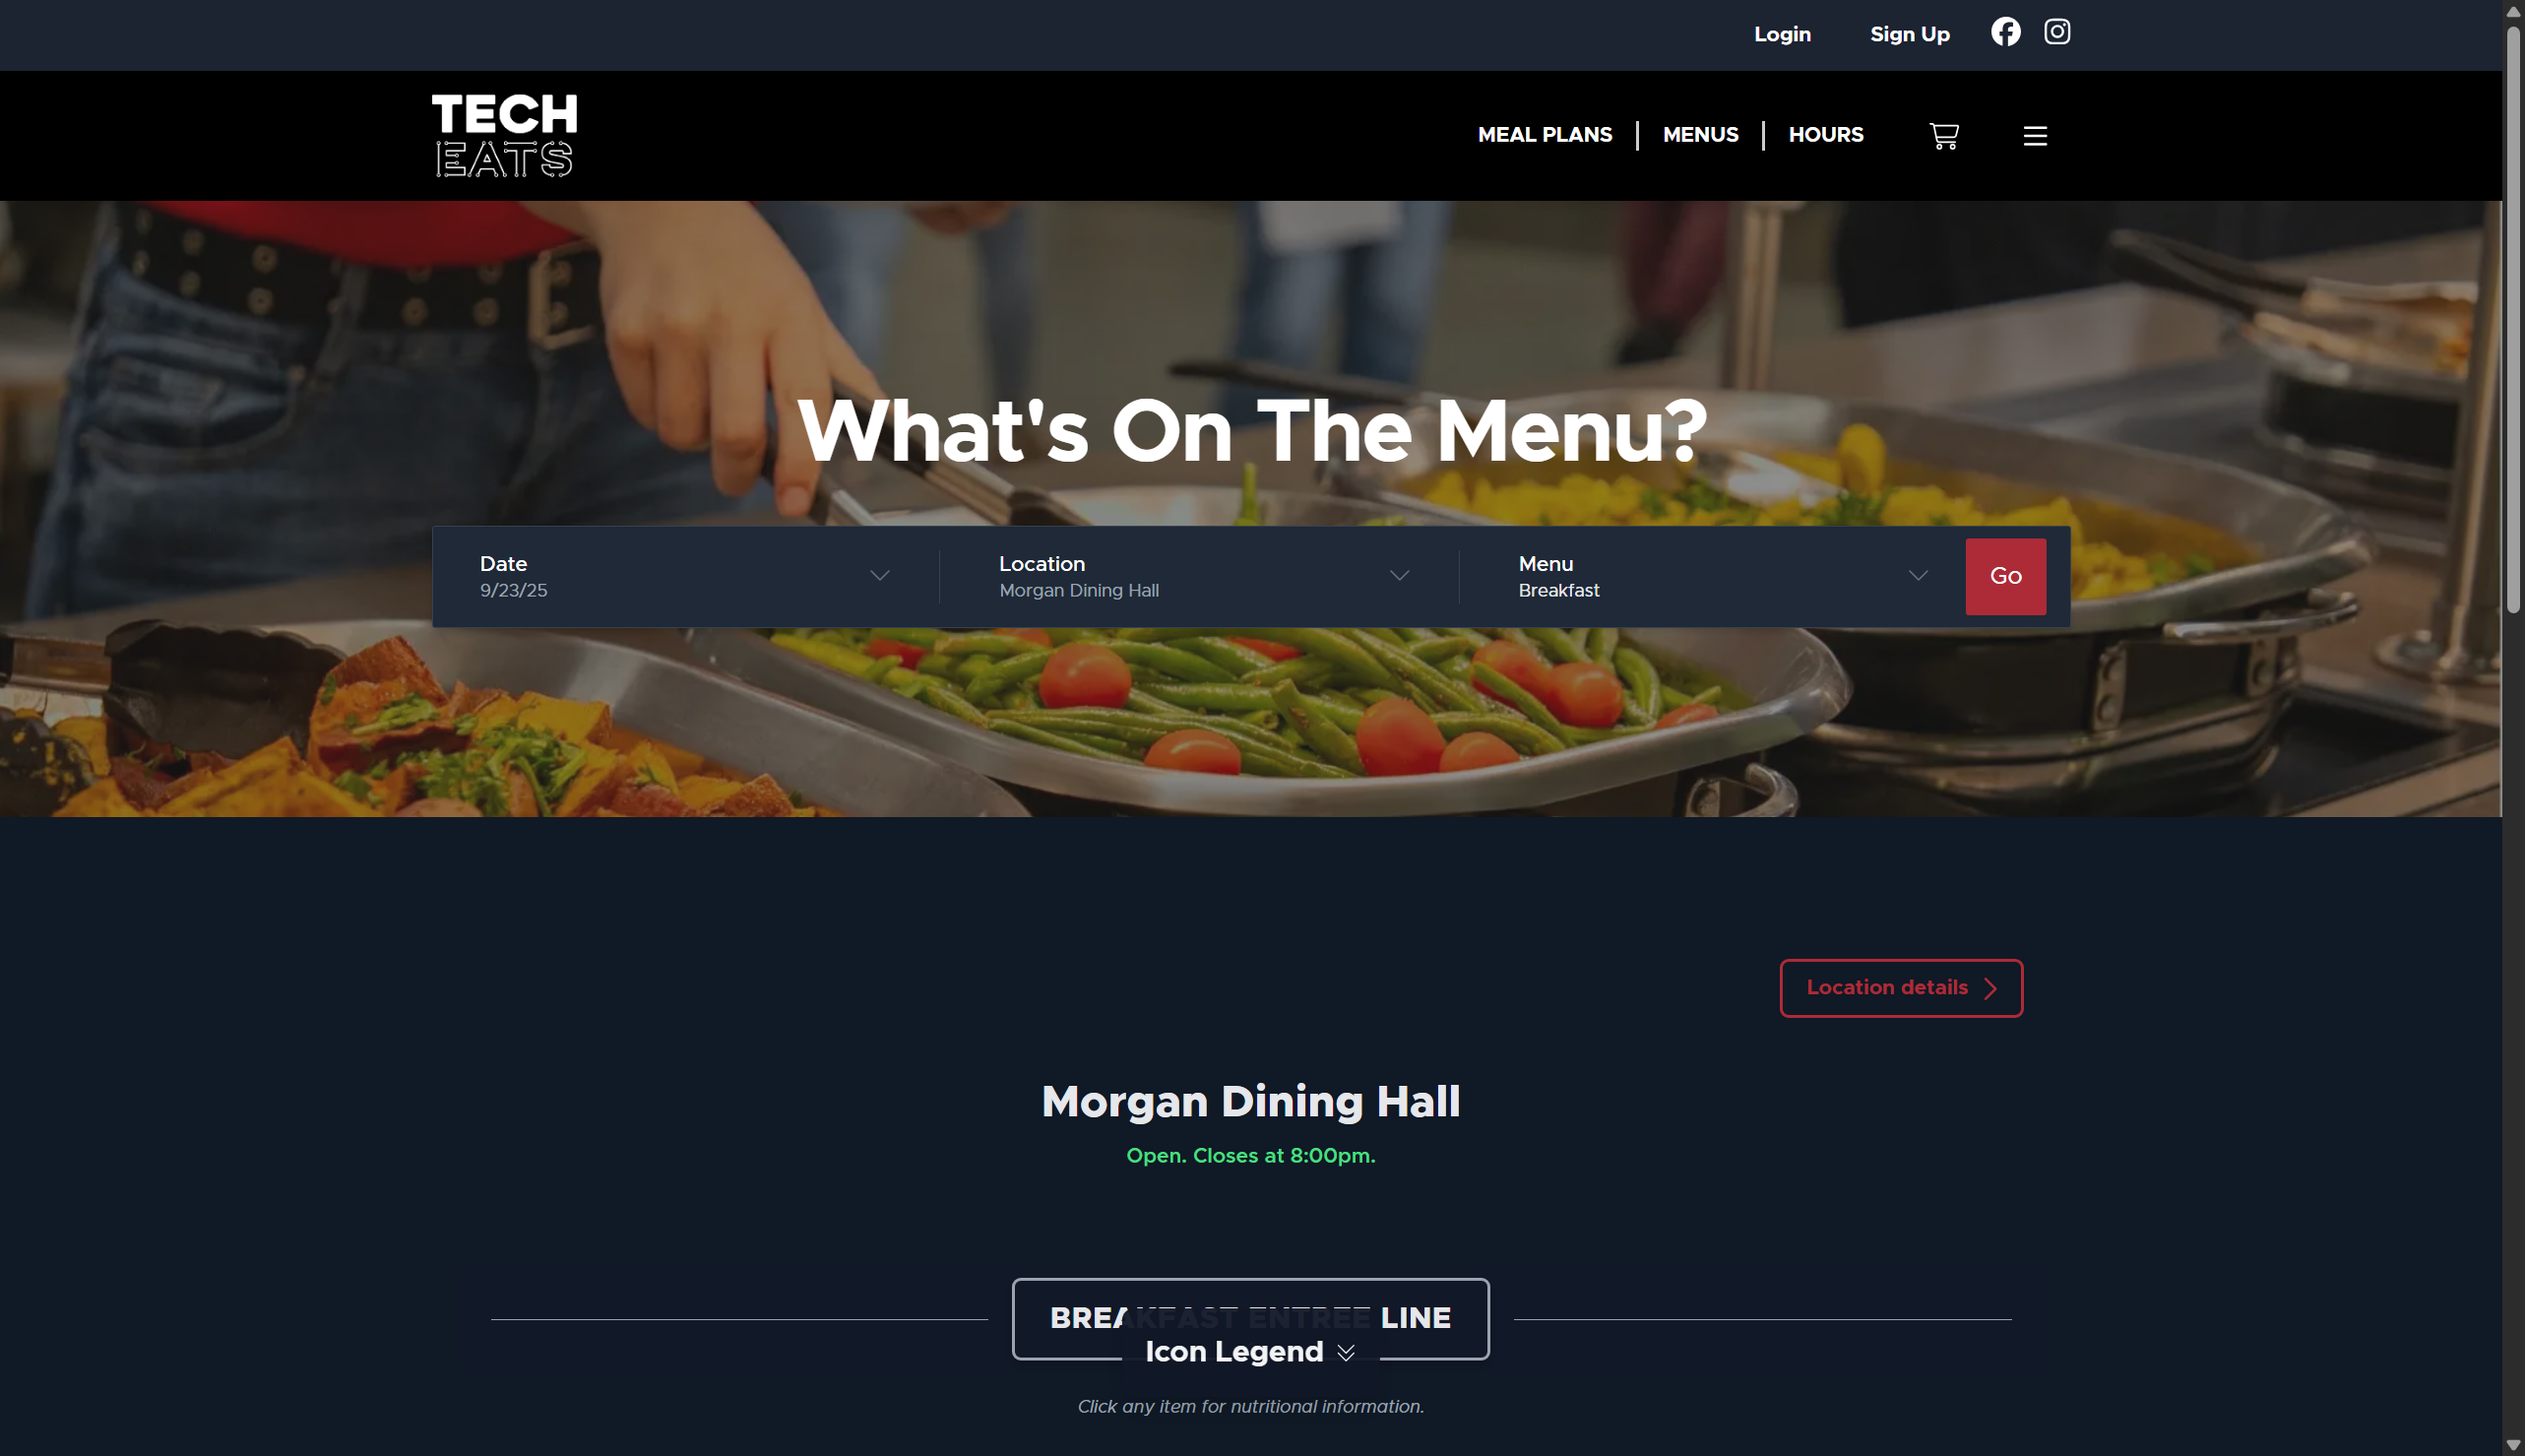 Login Sign Up
TECH
EATS
MEAL PLANS MENUS HOURS
What's On The Menu?
Date
9/23/25
Location
Morgan Dining Hall
Menu
Breakfast
Go
Location details
Morgan Dining Hall
Open. Closes at 8:00pm.
BREAKFAST ENTREE LINE
Icon Legend
Click any item for nutritional information.